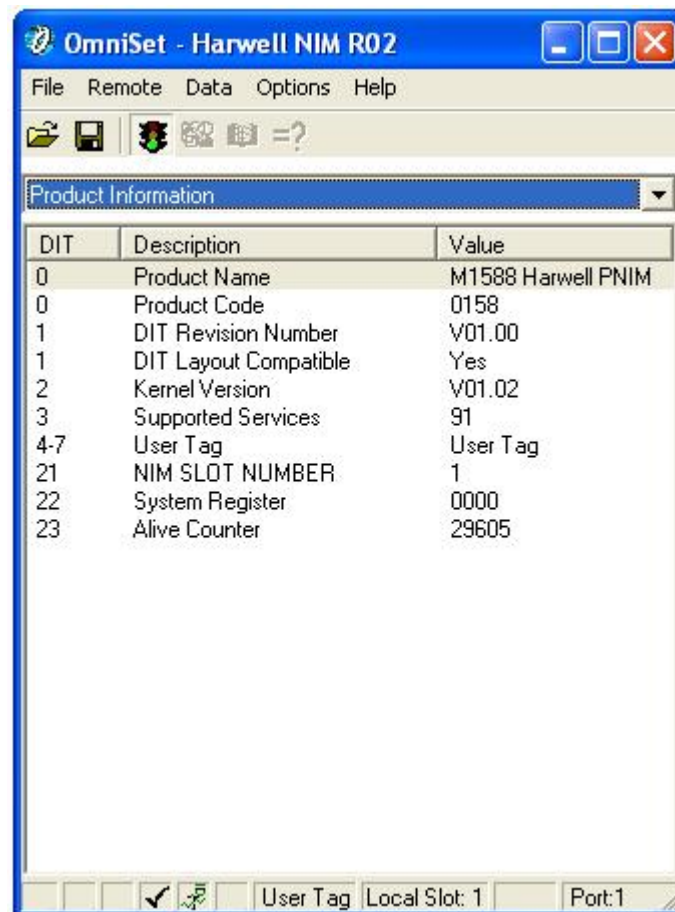 OmniSet - Harwell NIM R02
File Remote Data Options Help
=?
Product Information
DIT Description Value
0 Product Name M1588 Harwell PNIM
0 Product Code 0158
1 DIT Revision Number V01.00
1 DIT Layout Compatible Yes
2 Kernel Version V01.02
3 Supported Services 91
4-7 User Tag User Tag
21 NIM SLOT NUMBER 1
22 System Register 0000
23 Alive Counter 29605
User Tag Local Slot: 1 Port:1